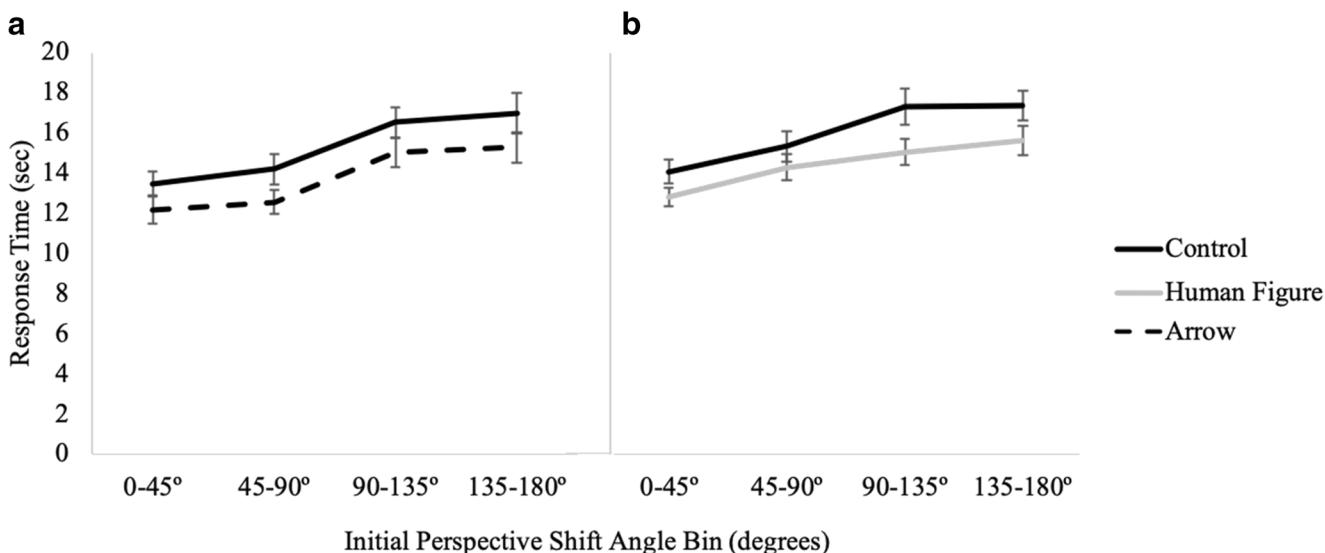 a
b
20
18
16
14
12
10
8
6
4
2
0
Response Time (sec)
0-45º 45-90º 90-135º 135-180º
0-45º 45-90º 90-135º 135-180º
Initial Perspective Shift Angle Bin (degrees)
Control
Human Figure
Arrow